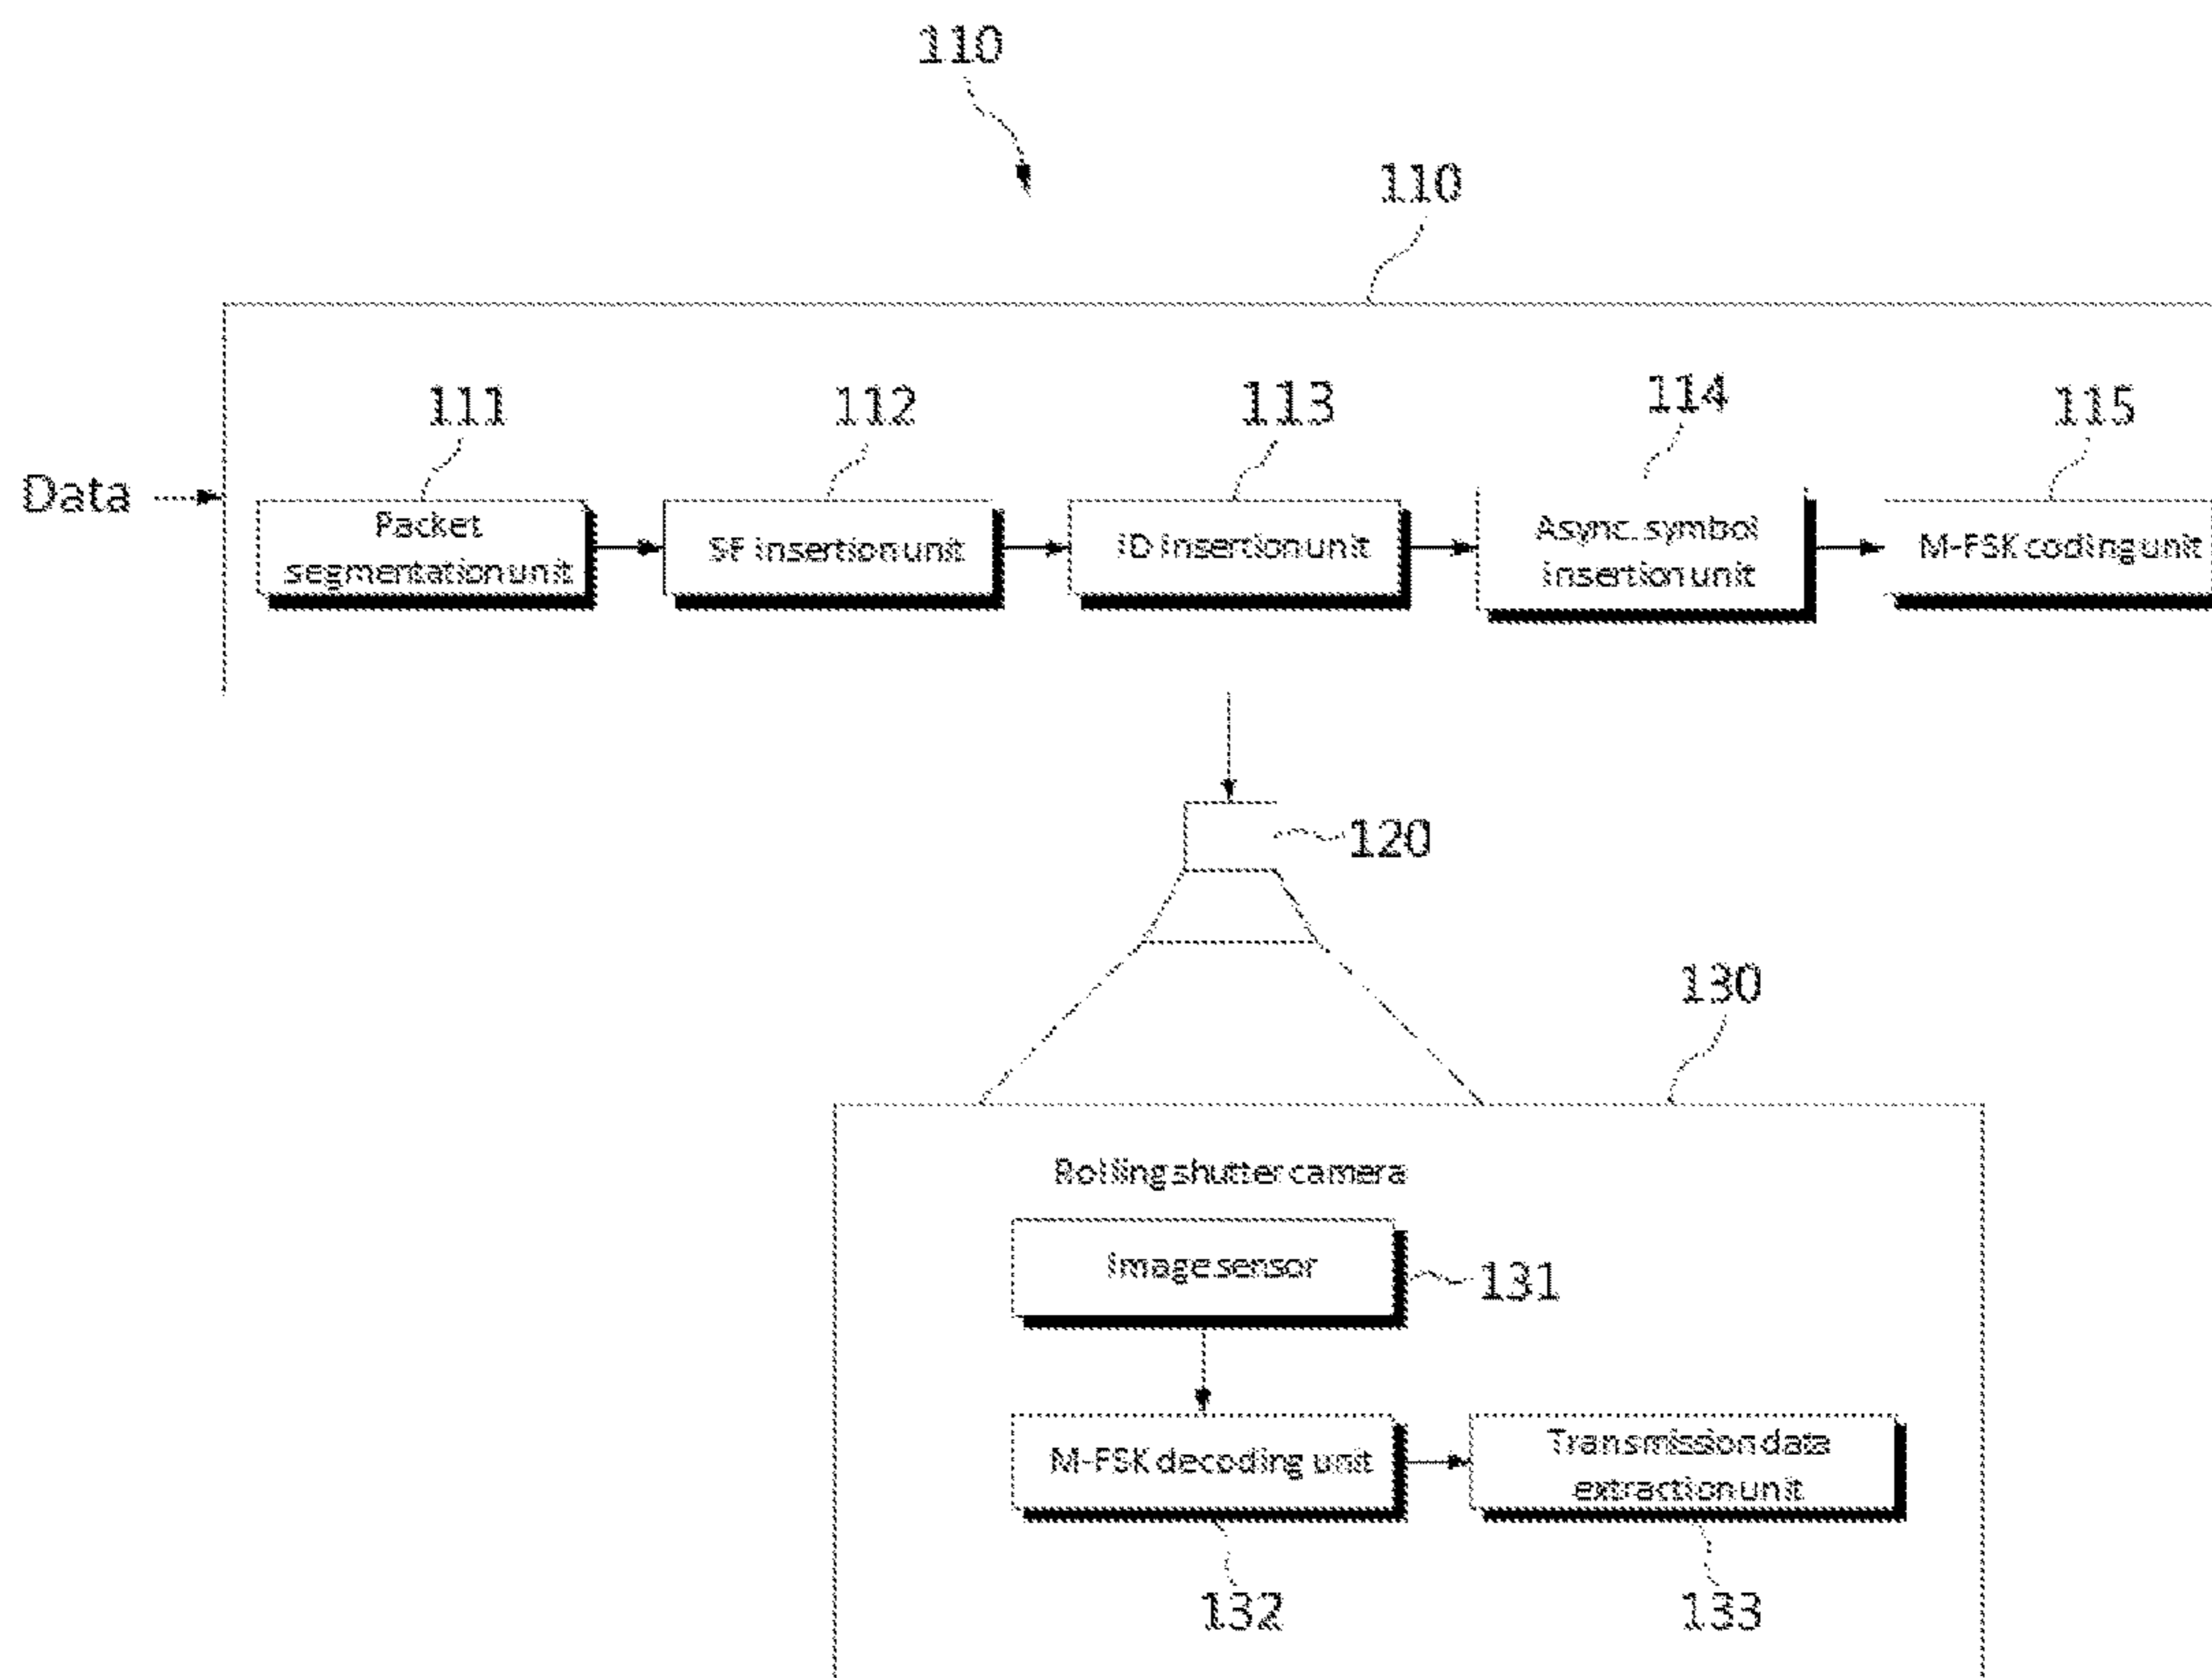 110
110
111
112
113
114
115
Data
Packet
segmentation unit
SF insertion unit
ID insertion unit
Async. symbol
insertion unit
M-FSK coding unit
120
130
Rolling shutter camera
Image sensor
131
M-FSK decoding unit
Transmission data
extraction unit
132
133